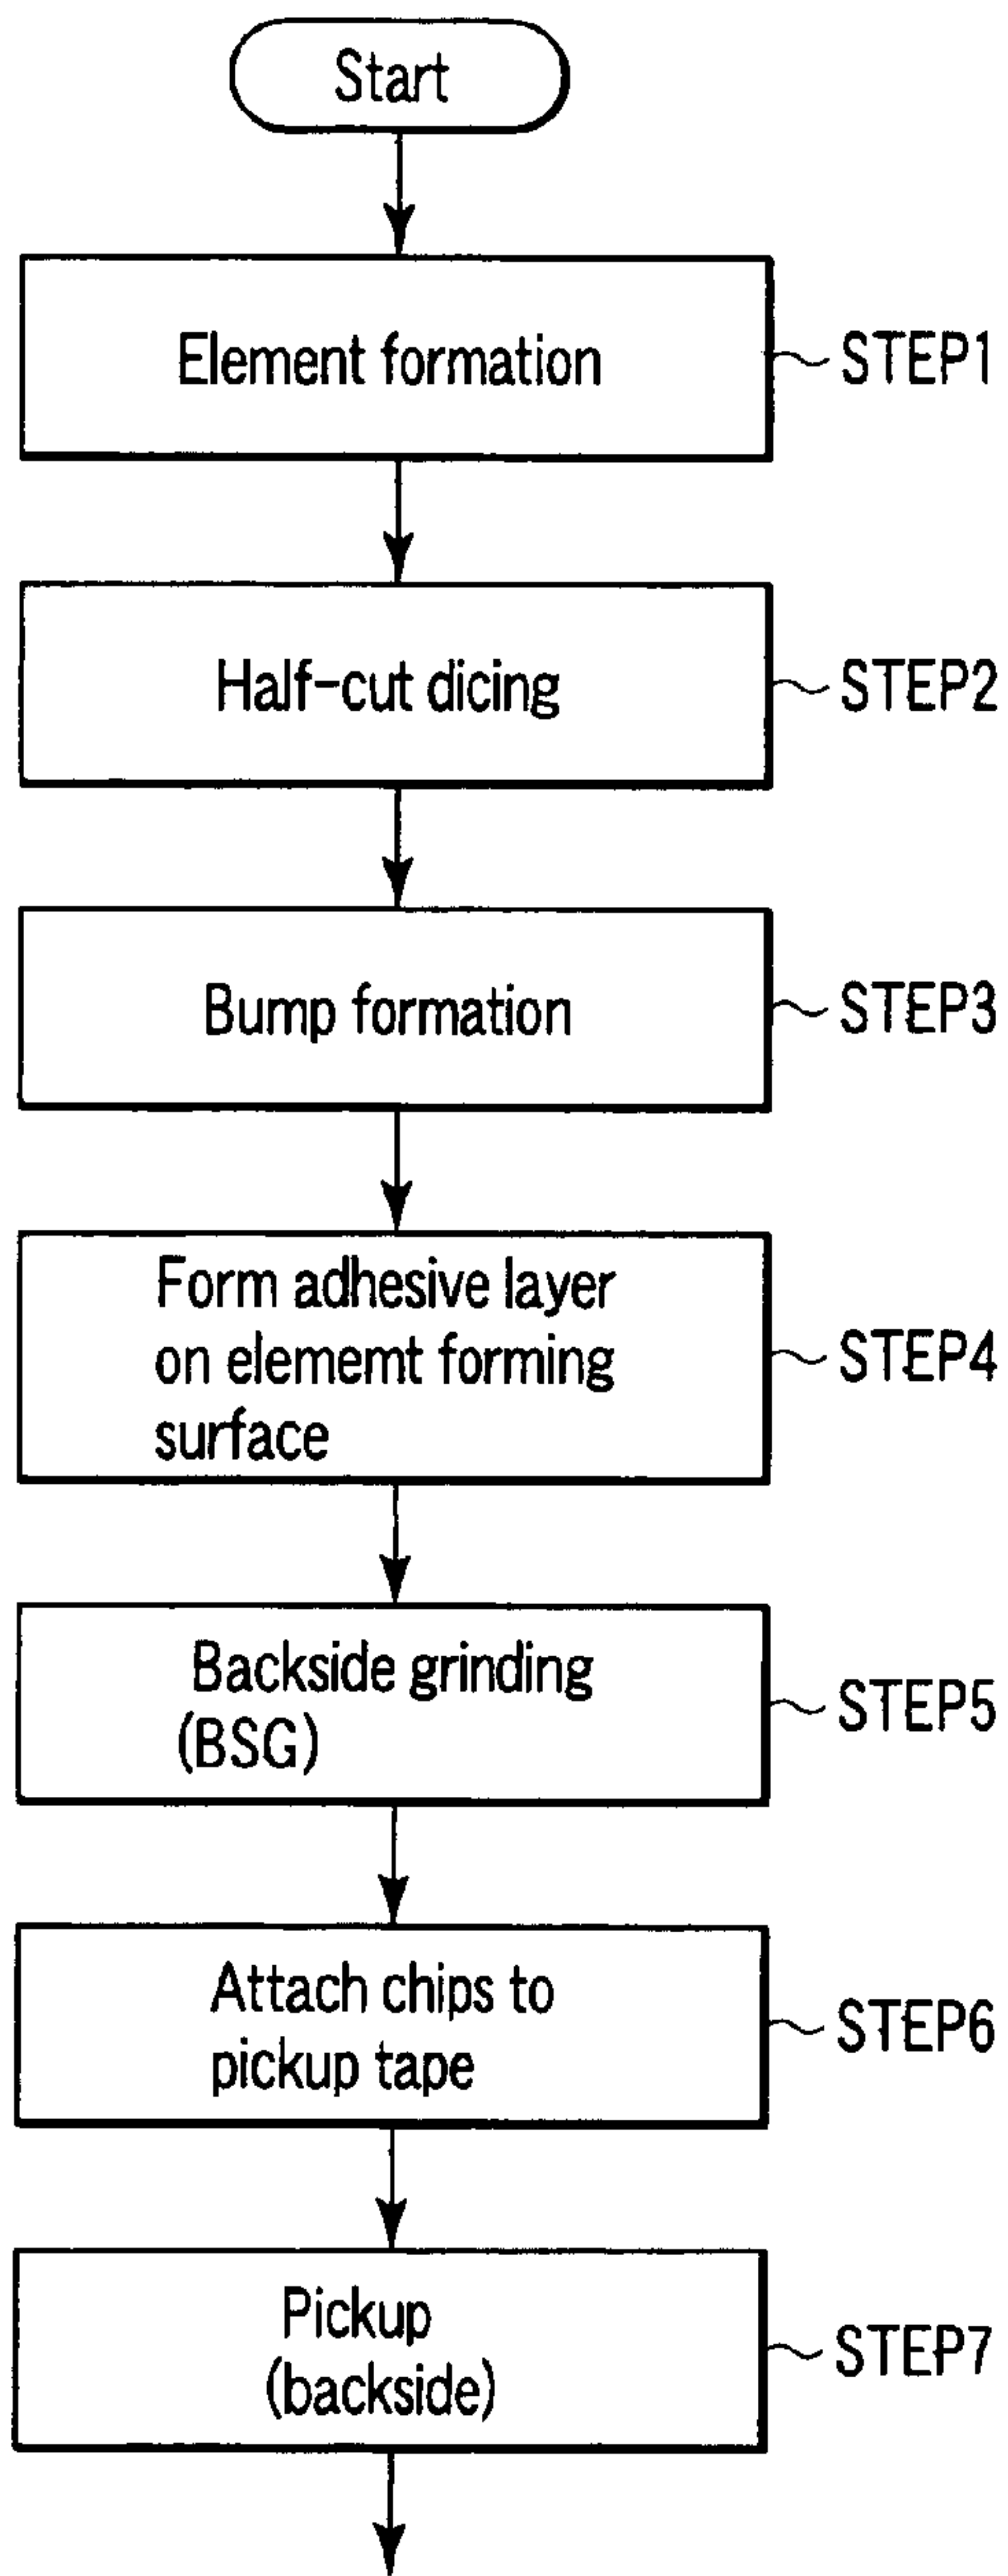 Start
Element formation
STEP1
Half-cut dicing
STEP2
Bump formation
STEP3
Form adhesive layer
on elememt forming
surface
STEP4
Backside grinding
(BSG)
STEP5
Attach chips to
pickup tape
STEP6
Pickup
(backside)
STEP7